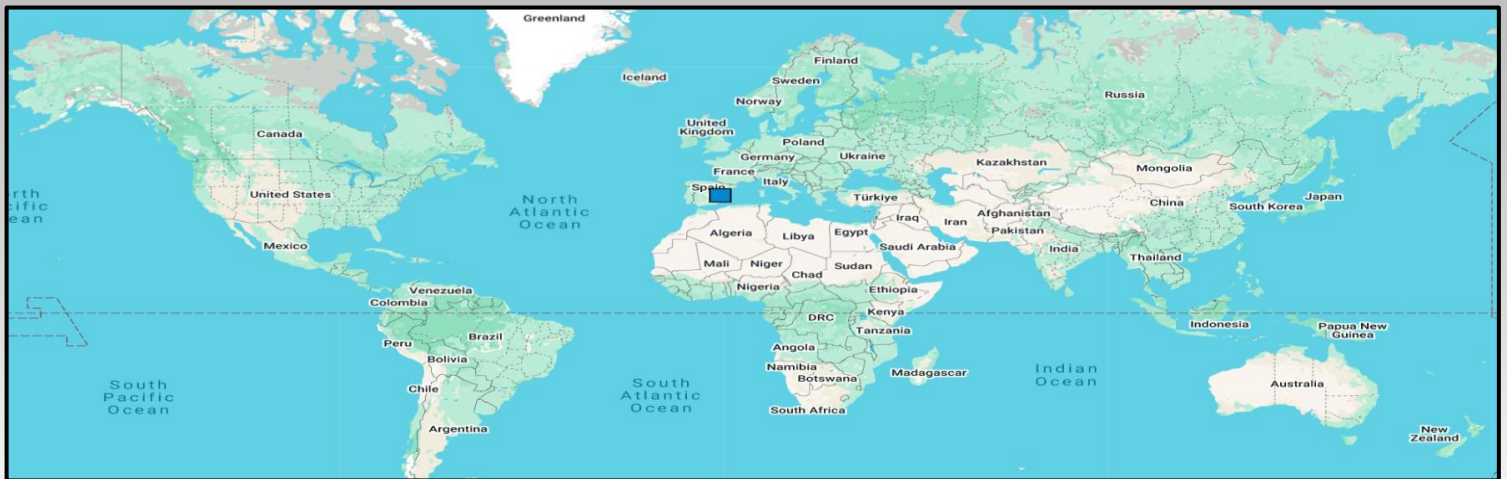 Greenland
Finland
Iceland
Sweden
Russia
Norway
United
Kingdom
Canada
Poland
Germany
Ukraine
Kazakhstan
Mongolia
France
Italy
Spain
United States
North
Atlantic
Ocean
Türkiye
China
Japan
South Korea
Afghanistan
Iraq
Iran
Pakistan
Algeria
Libya
Egypt
Saudi Arabia
India
Mexico
Mali
Niger
Chad
Sudan
Thailand
Venezuela
Nigeria
Ethiopia
Colombia
Kenya
DRC
Indonesia
Papua New
Guinea
Tanzania
Peru
Brazil
Angola
Bolivia
Namibia
Botswana
Madagascar
Indian
Ocean
South
Pacific
Ocean
Chile
South
Atlantic
Ocean
Australia
South Africa
Argentina
New
Zealand